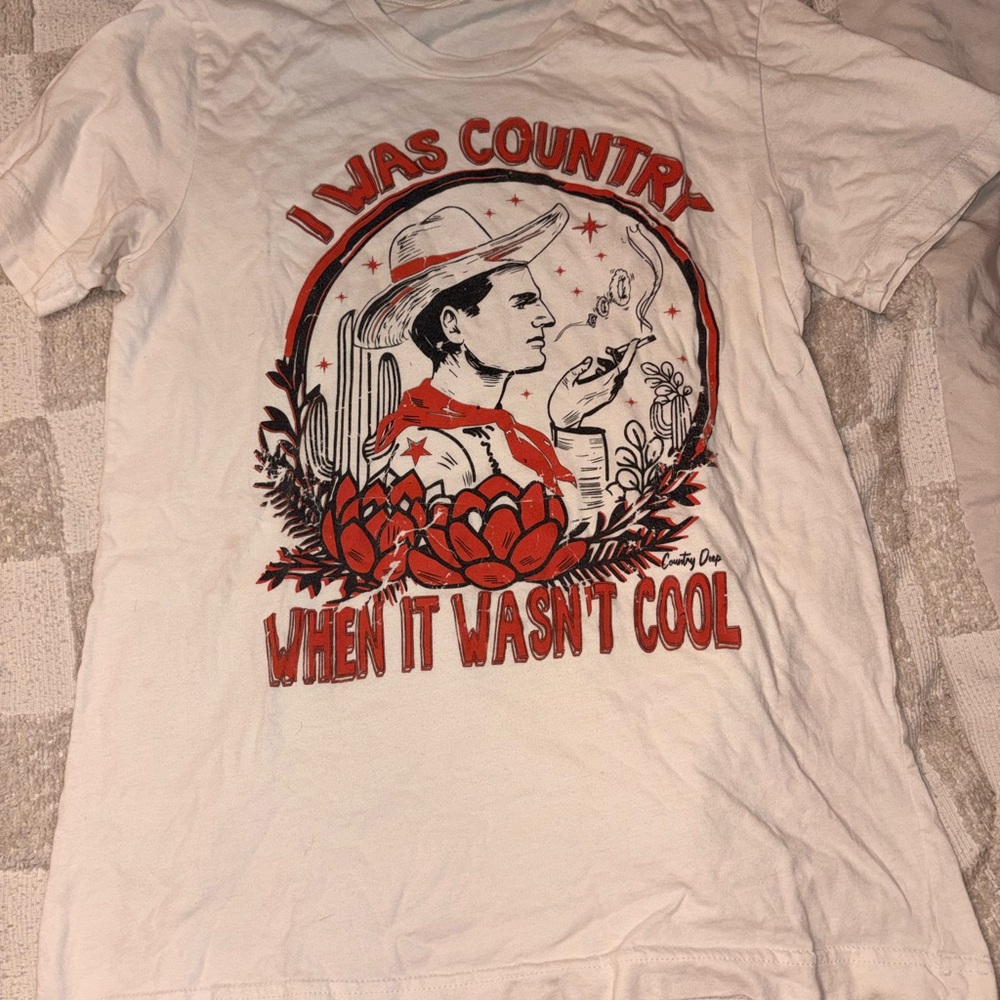 I WAS COUNTRY
Country Deep
WHEN IT WASN'T COOL